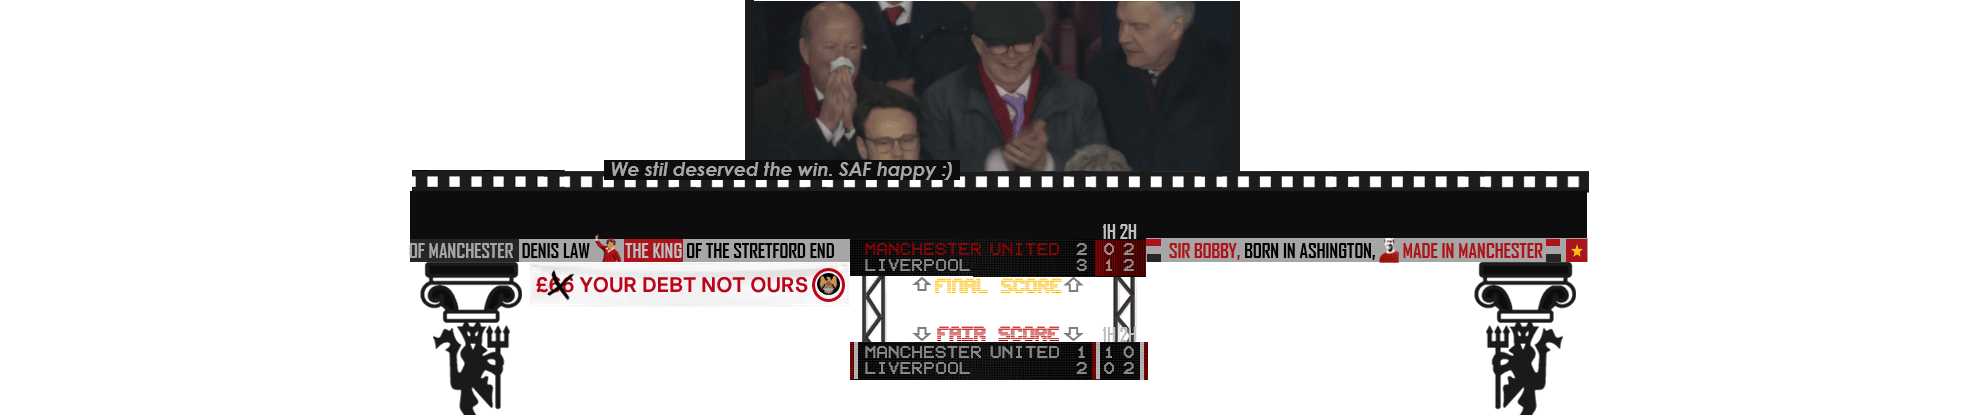 We stil deserved the win. SAF happy :)
1H 2H
OF MANCHESTER DENIS LAW THE KING OF THE STRETFORD END
MANCHESTER UNITED 2 0 2
LIVERPOOL 3 1 2
SIR BOBBY, BORN IN ASHINGTON, MADE IN MANCHESTER
£66 YOUR DEBT NOT OURS
FINAL SCORE
FAIR SCORE
1H 2H
MANCHESTER UNITED 1 1 0
LIVERPOOL 2 0 2